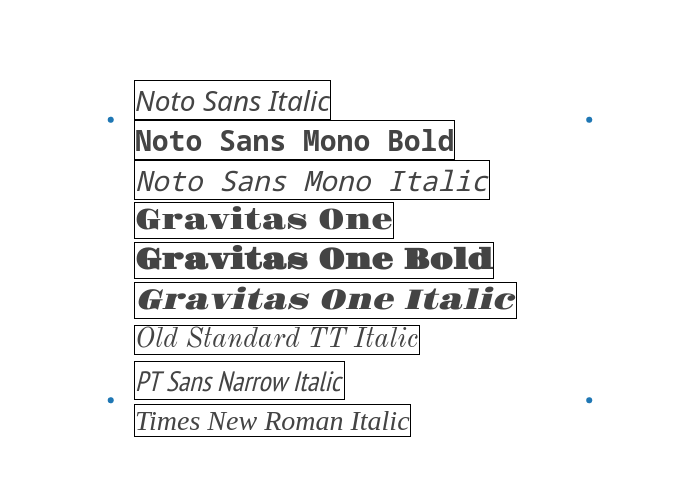 Noto Sans Italic
Noto Sans Mono Bold
Noto Sans Mono Italic
Gravitas One
Gravitas One Bold
Gravitas One Italic
Old Standard TT Italic
PT Sans Narrow Italic
Times New Roman Italic